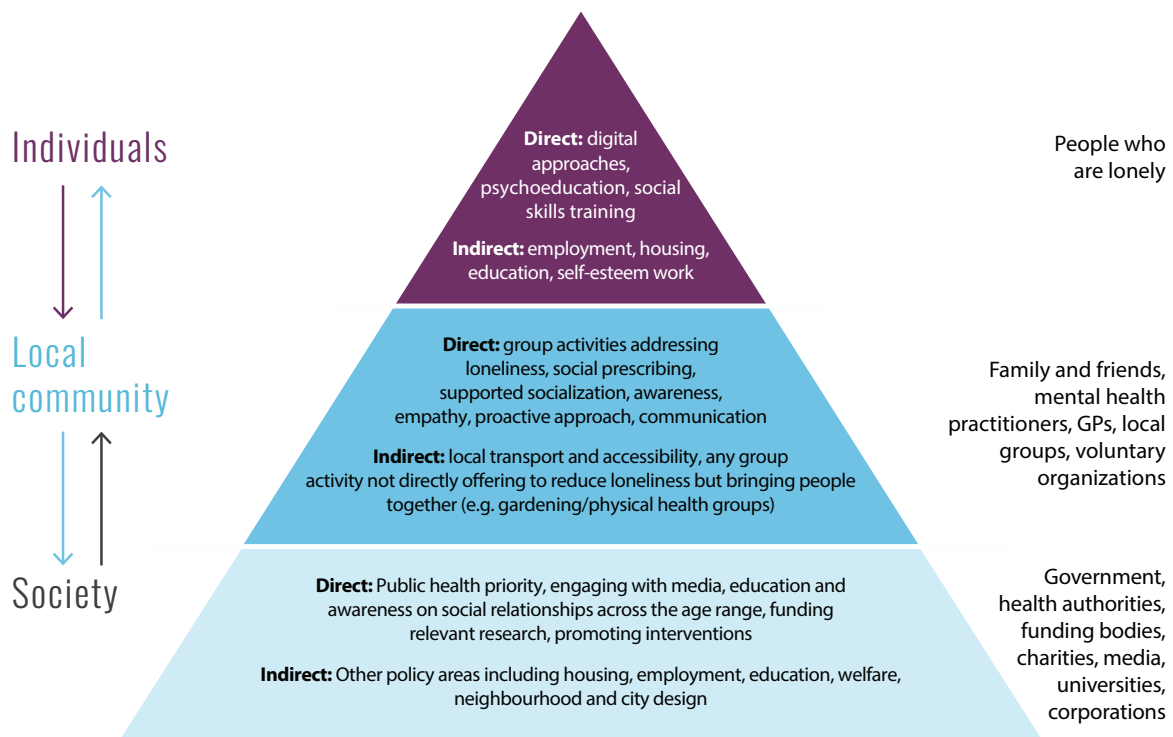 Individuals
Direct: digital
approaches,
psychoeducation, social
skills training
Indirect: employment, housing,
education, self-esteem work
People who
are lonely
Local
community
Direct: group activities addressing
loneliness, social prescribing,
supported socialization, awareness,
empathy, proactive approach, communication
Indirect: local transport and accessibility, any group
activity not directly offering to reduce loneliness but bringing people
together (e.g. gardening/physical health groups)
Family and friends,
mental health
practitioners, GPs, local
groups, voluntary
organizations
Society
Direct: Public health priority, engaging with media, education and
awareness on social relationships across the age range, funding
relevant research, promoting interventions
Indirect: Other policy areas including housing, employment, education, welfare,
neighbourhood and city design
Government,
health authorities,
funding bodies,
charities, media,
universities,
corporations